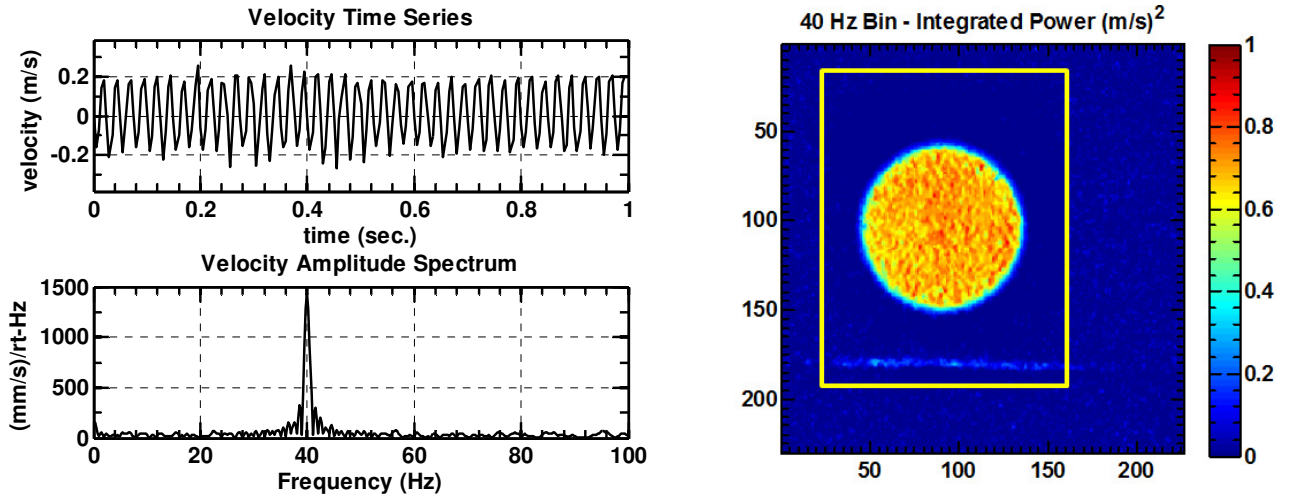 Velocity Time Series
velocity (m/s)
0.2
0
-0.2
0 0.2 0.4 0.6 0.8 1
time (sec.)
Velocity Amplitude Spectrum
(mm/s)/rt-Hz
1500
1000
500
0
0 20 40 60 80 100
Frequency (Hz)
40 Hz Bin - Integrated Power (m/s)²
50
100
150
200
50 100 150 200
1
0.8
0.6
0.4
0.2
0